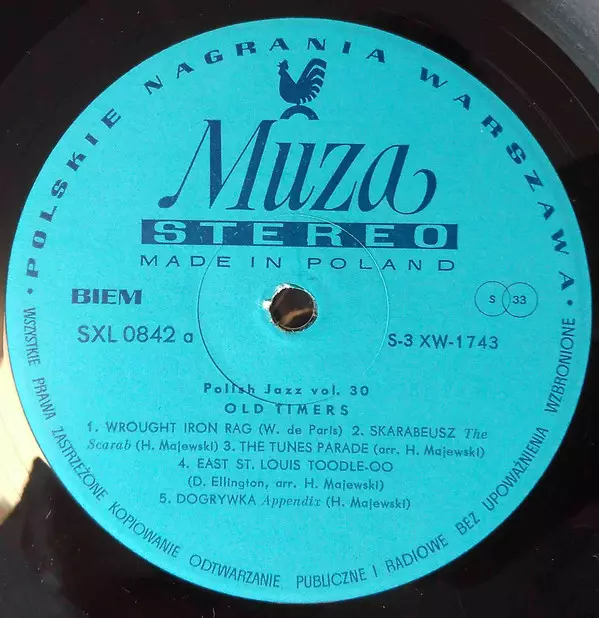 • POLSKIE NAGRANIA WARSZAWA •
Muza
STEREO
MADE IN POLAND
BIEM
S 33
SXL 0842 a
S-3 XW-1743
Polish Jazz vol. 30
OLD TIMERS
1. WROUGHT IRON RAG (W. de Paris) 2. SKARABEUSZ The
Scarab (H. Majewski) 3. THE TUNES PARADE (arr. H. Majewski)
4. EAST ST. LOUIS TOODLE-OO
(D. Ellington, arr. H. Majewski)
5. DOGRYWKA Appendix (H. Majewski)
WSZYSTKIE PRAWA ZASTRZEŻONE KOPIOWANIE ODTWARZANIE PUBLICZNE I RADIOWE BEZ UPOWAŻNIENIA WZBRONIONE